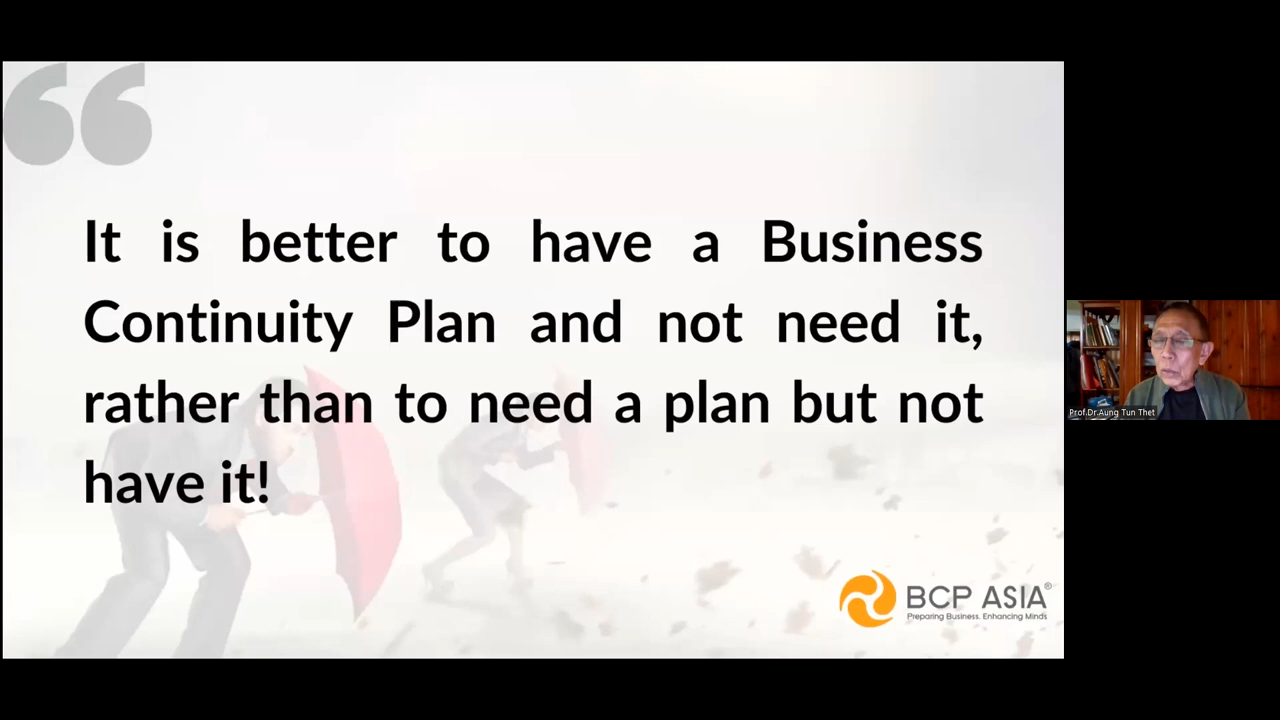 “
It is better to have a Business
Continuity Plan and not need it,
rather than to need a plan but not
have it!
BCP ASIA®
Preparing Business. Enhancing Minds
Prof.Dr.Aung Tun Thet